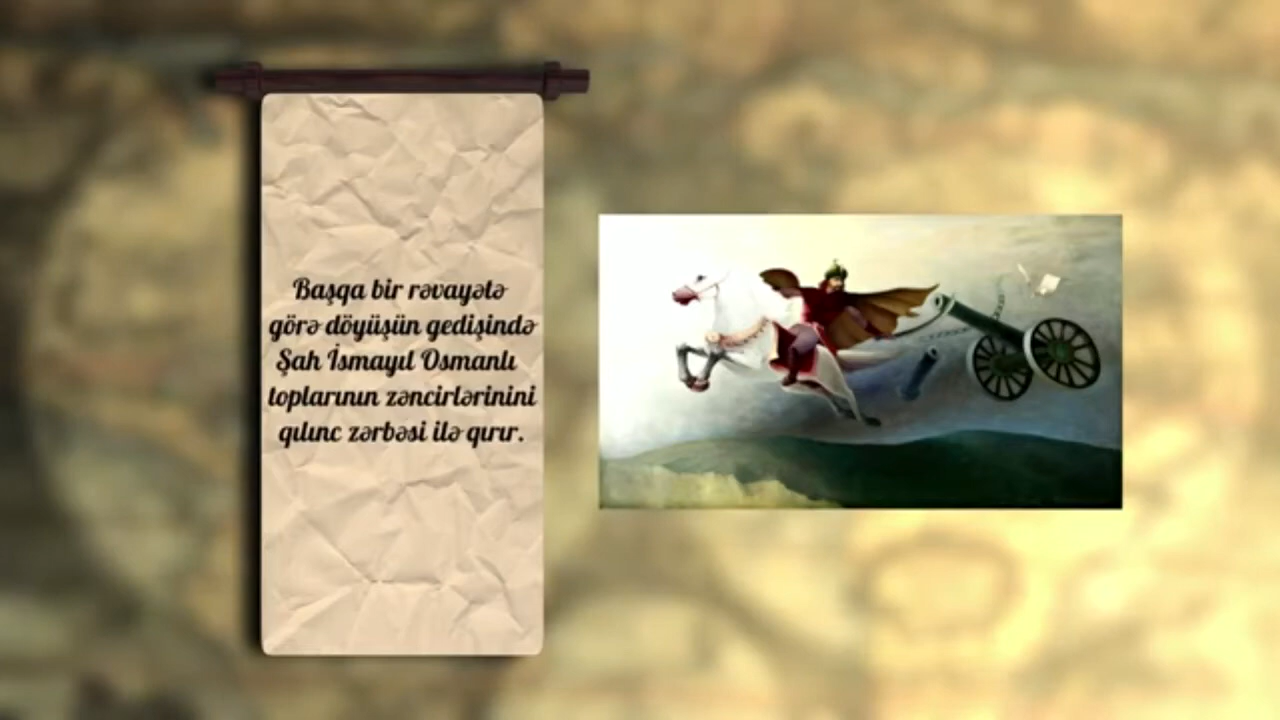 Başqa bir rəvayətə
görə döyüşün gedişində
Şah İsmayıl Osmanlı
toplarının zəncirlərinini
qılınc zərbəsi ilə qırır.